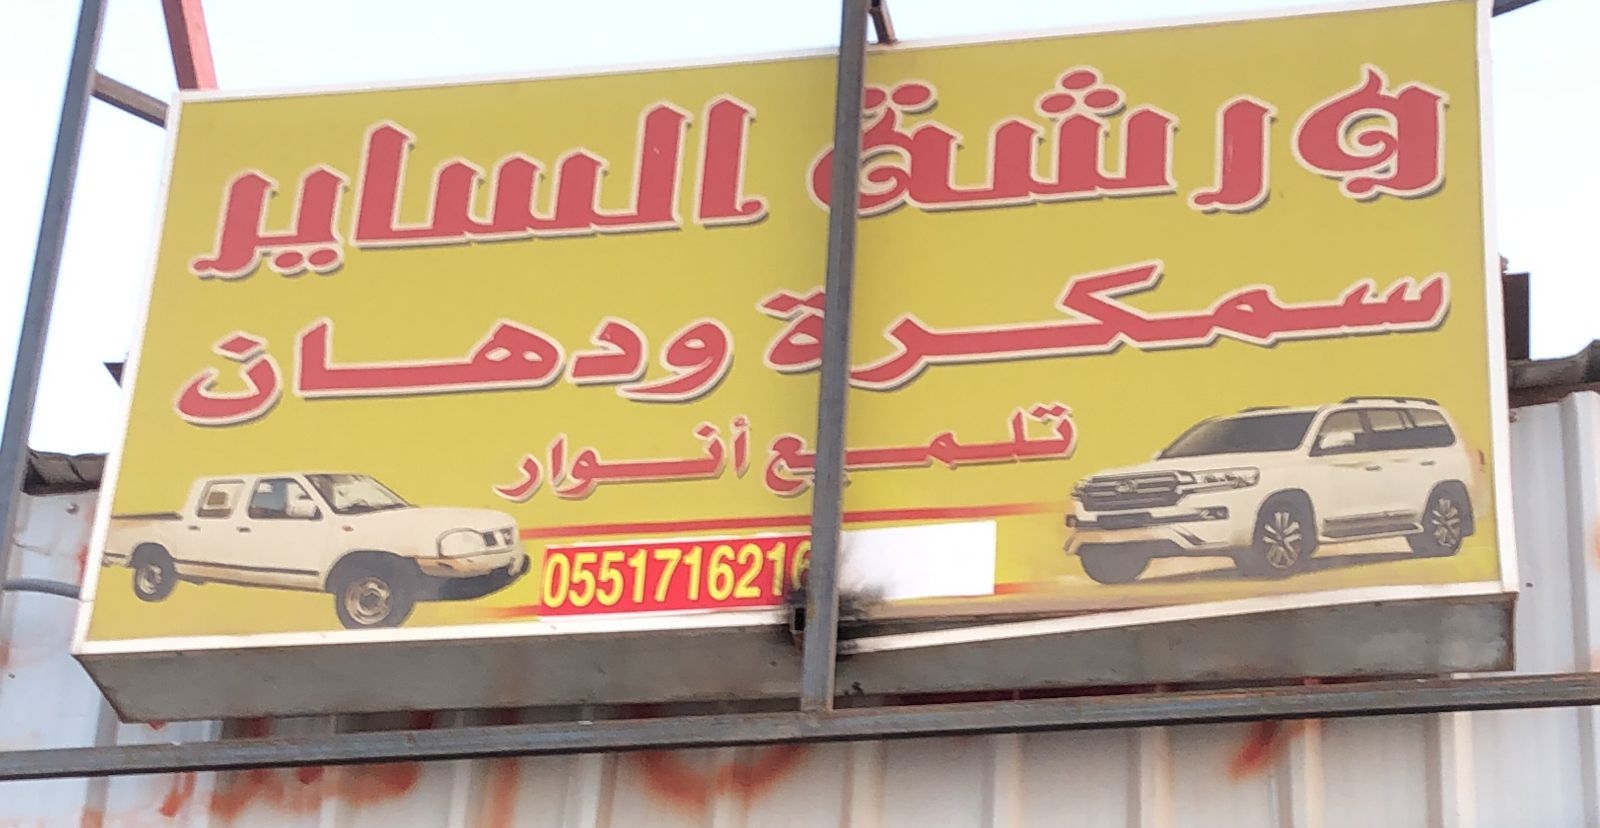 ورشة الساير
سمكرة ودهان
تلميع أنوار
0551716216